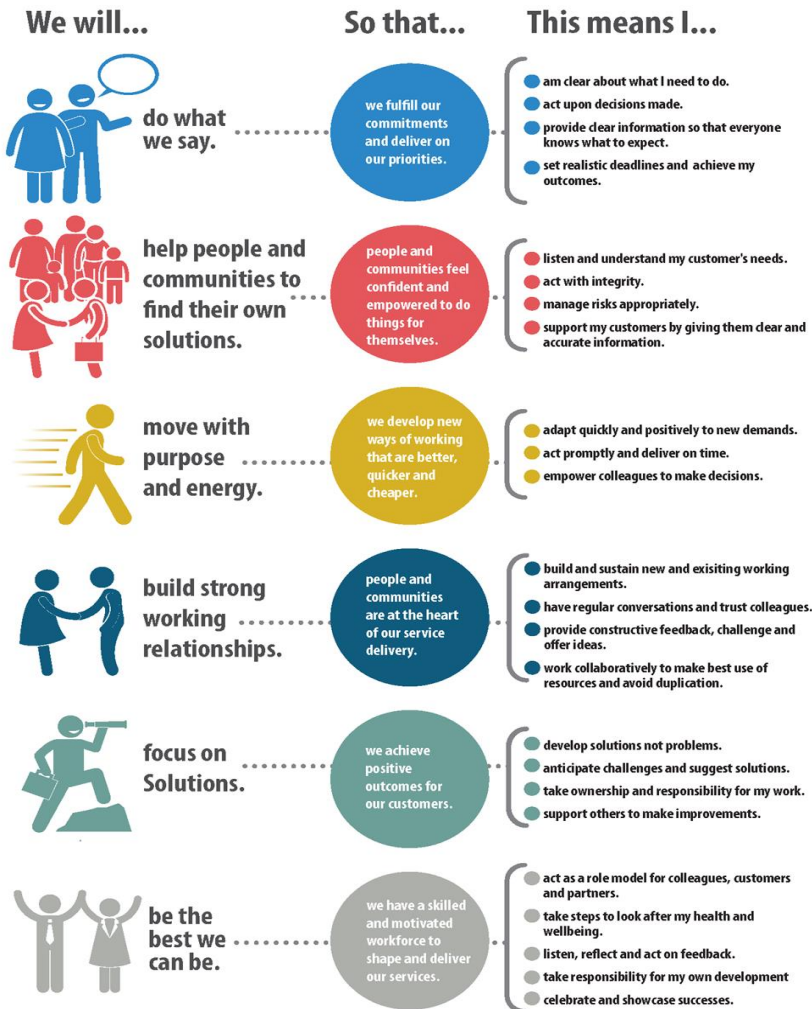 We will...
So that...
This means I...
do what
we say.
we fulfill our
commitments
and deliver on
our priorities.
am clear about what I need to do.
act upon decisions made.
provide clear information so that everyone
knows what to expect.
set realistic deadlines and achieve my
outcomes.
help people and
communities to
find their own
solutions.
people and
communities feel
confident and
empowered to do
things for
themselves.
listen and understand my customer's needs.
act with integrity.
manage risks appropriately.
support my customers by giving them clear and
accurate information.
move with
purpose
and energy.
we develop new
ways of working
that are better,
quicker and
cheaper.
adapt quickly and positively to new demands.
act promptly and deliver on time.
empower colleagues to make decisions.
build strong
working
relationships.
people and
communities
are at the heart
of our service
delivery.
build and sustain new and exisiting working
arrangements.
have regular conversations and trust colleagues.
provide constructive feedback, challenge and
offer ideas.
work collaboratively to make best use of
resources and avoid duplication.
focus on
Solutions.
we achieve
positive
outcomes for
our customers.
develop solutions not problems.
anticipate challenges and suggest solutions.
take ownership and responsibility for my work.
support others to make improvements.
be the
best we
can be.
we have a skilled
and motivated
workforce to
shape and deliver
our services.
act as a role model for colleagues, customers
and partners.
take steps to look after my health and
wellbeing.
listen, reflect and act on feedback.
take responsibility for my own development
celebrate and showcase successes.